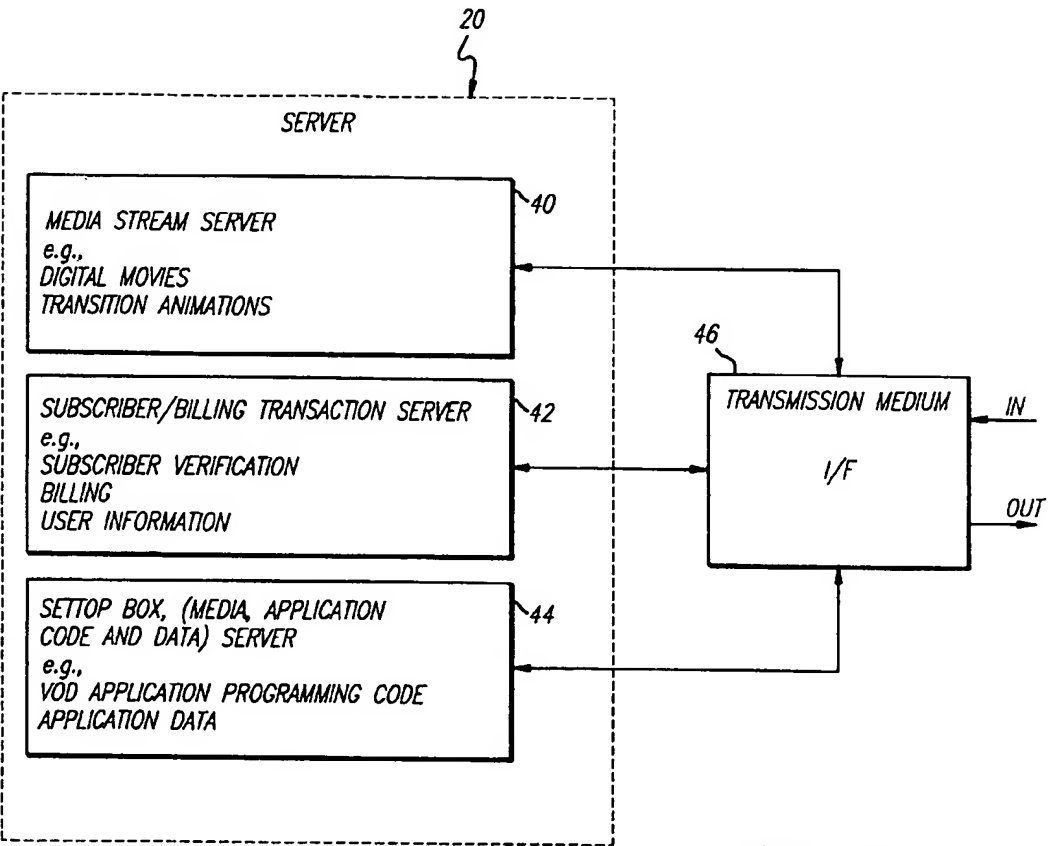 20
SERVER
40
MEDIA STREAM SERVER
e.g.,
DIGITAL MOVIES
TRANSITION ANIMATIONS
42
SUBSCRIBER/BILLING TRANSACTION SERVER
e.g.,
SUBSCRIBER VERIFICATION
BILLING
USER INFORMATION
44
SETTOP BOX, (MEDIA, APPLICATION
CODE AND DATA) SERVER
e.g.,
VOD APPLICATION PROGRAMMING CODE
APPLICATION DATA
46
TRANSMISSION MEDIUM
I/F
IN
OUT